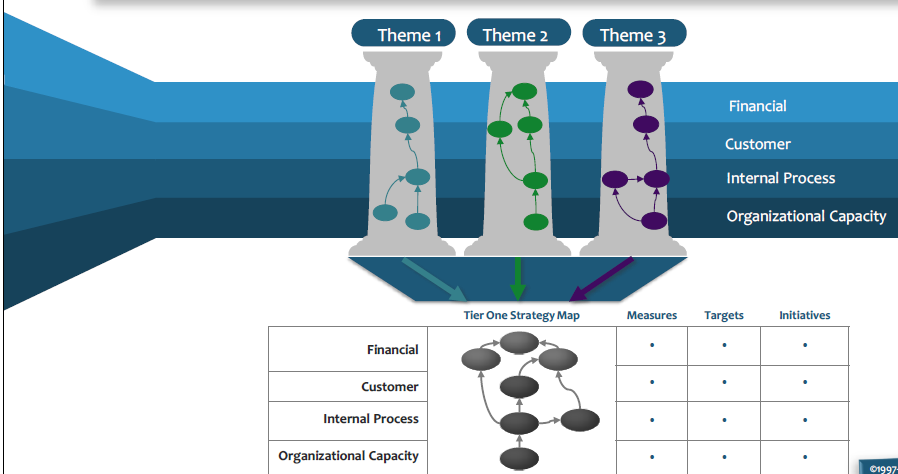 Theme 1
Theme 2
Theme 3
Financial
Customer
Internal Process
Organizational Capacity
Tier One Strategy Map
Measures
Targets
Initiatives
Financial
•
•
•
Customer
•
•
•
Internal Process
•
•
•
Organizational Capacity
•
•
•
©1997-